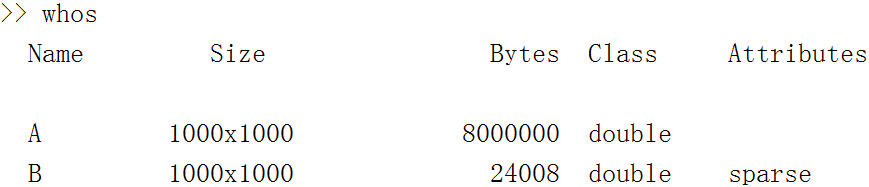 >> whos
Name Size Bytes Class Attributes
A 1000x1000 8000000 double
B 1000x1000 24008 double sparse